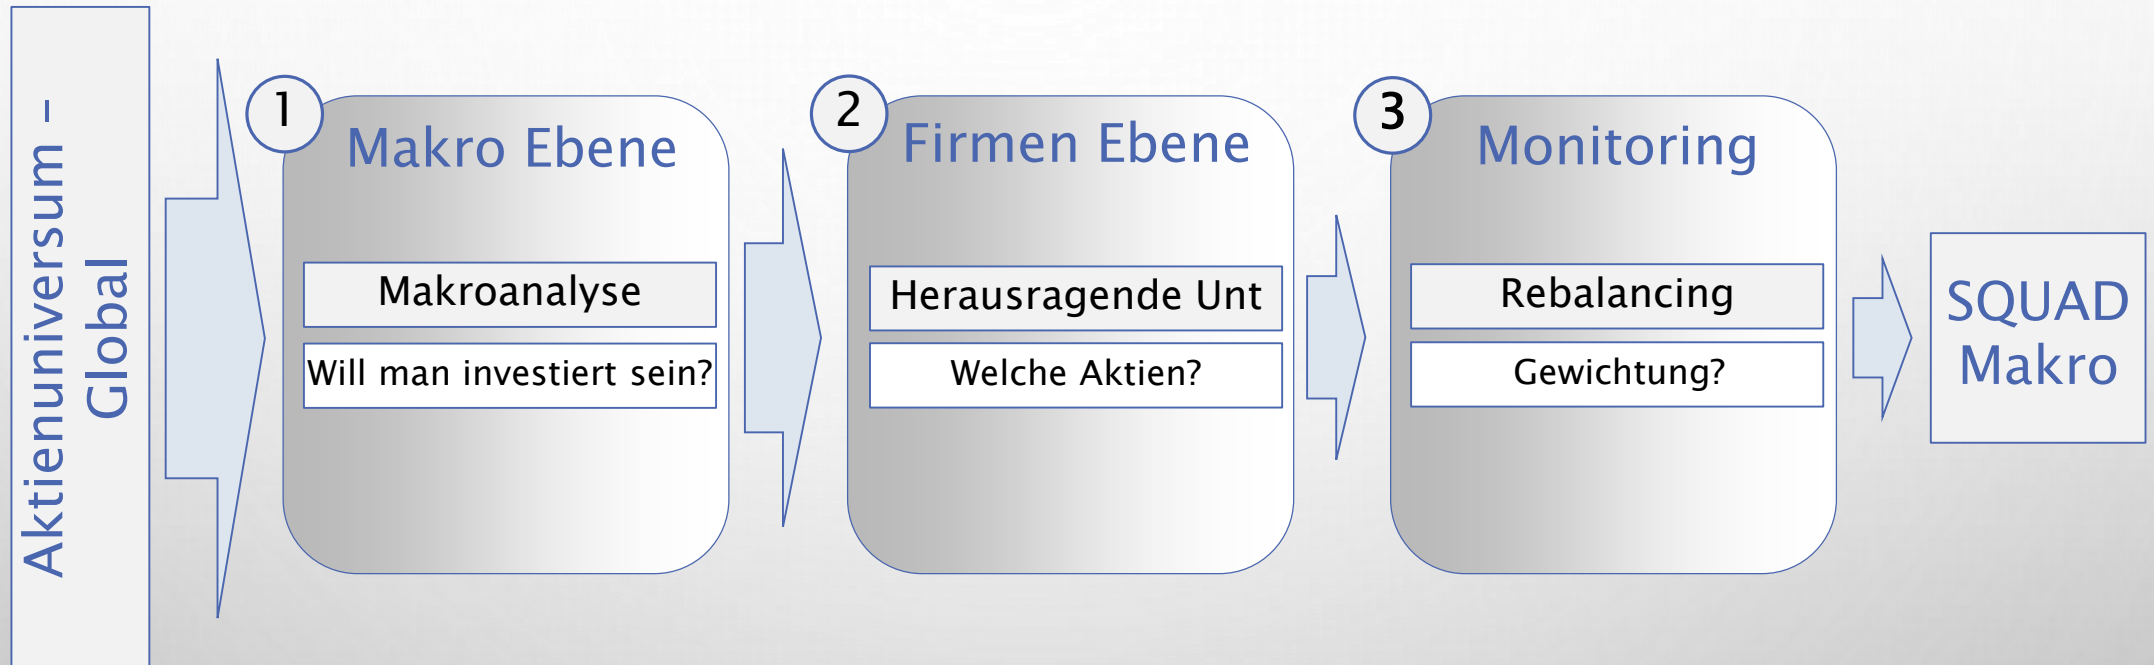 Aktienuniversum –
Global
1
Makro Ebene
Makroanalyse
Will man investiert sein?
2
Firmen Ebene
Herausragende Unt
Welche Aktien?
3
Monitoring
Rebalancing
Gewichtung?
SQUAD
Makro